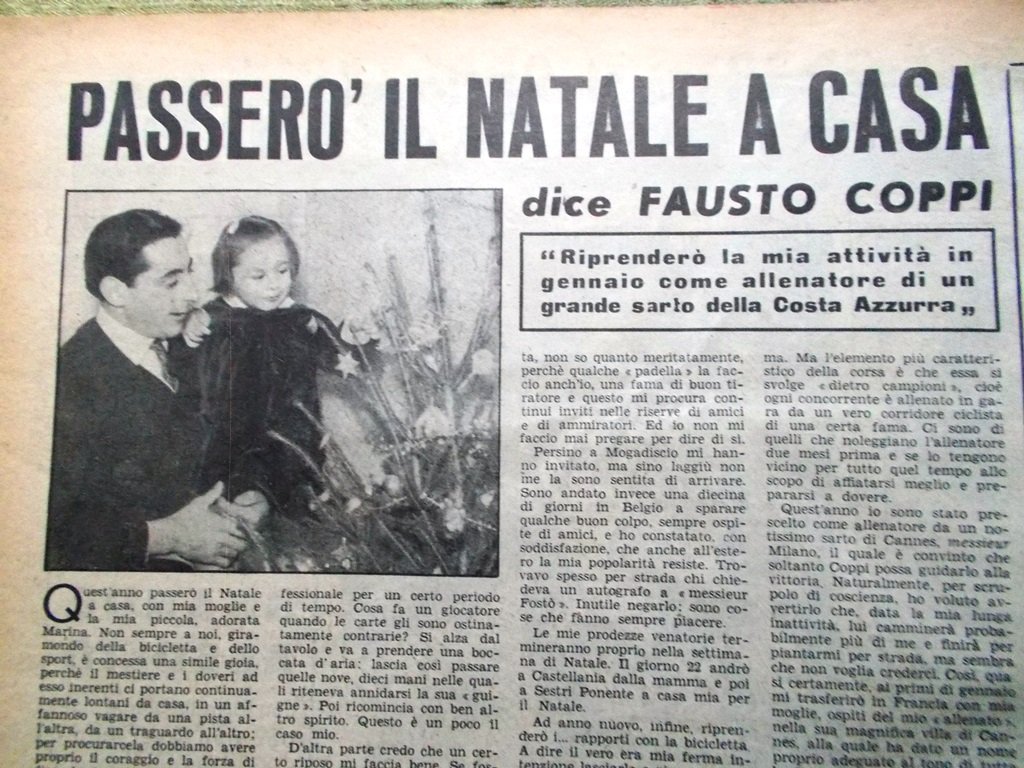 PASSERO' IL NATALE A CASA
dice FAUSTO COPPI
“Riprenderò la mia attività in
gennaio come allenatore di un
grande sarto della Costa Azzurra„
Quest'anno passerò il Natale
a casa, con mia moglie e
la mia piccola, adorata
Marina. Non sempre a noi, gira-
mondo della bicicletta e dello
sport, è concessa una simile gioia,
perchè il mestiere e i doveri ad
esso inerenti ci portano continua-
mente lontani da casa, in un af-
fannoso vagare da una pista al-
l'altra, da un traguardo all'altro;
per procurarcela dobbiamo avere
proprio il coraggio e la forza di
fessionale per un certo periodo
di tempo. Cosa fa un giocatore
quando le carte gli sono ostina-
tamente contrarie? Si alza dal
tavolo e va a prendere una boc-
cata d'aria: lascia così passare
quelle nove, dieci mani nelle qua-
li riteneva annidarsi la sua « gui-
gne ». Poi ricomincia con ben al-
tro spirito. Questo è un poco il
caso mio.
D'altra parte credo che un cer-
to riposo mi faccia bene. Se fos-
ta, non so quanto meritatamente,
perchè qualche « padella » la fac-
cio anch'io, una fama di buon ti-
ratore e questo mi procura con-
tinui inviti nelle riserve di amici
e di ammiratori. Ed io non mi
faccio mai pregare per dire di sì.
Persino a Mogadiscio mi han-
no invitato, ma sino laggiù non
me la sono sentita di arrivare.
Sono andato invece una diecina
di giorni in Belgio a sparare
qualche buon colpo, sempre ospi-
te di amici, e ho constatato, con
soddisfazione, che anche all'este-
ro la mia popolarità resiste. Tro-
vavo spesso per strada chi chie-
deva un autografo a « messieur
Fostò ». Inutile negarlo: sono co-
se che fanno sempre piacere.
Le mie prodezze venatorie ter-
mineranno proprio nella settima-
na di Natale. Il giorno 22 andrò
a Castellania dalla mamma e poi
a Sestri Ponente a casa mia per
il Natale.
Ad anno nuovo, infine, ripren-
derò i... rapporti con la bicicletta.
A dire il vero era mia ferma in-
tenzione
ma. Ma l'elemento più caratteri-
stico della corsa è che essa si
svolge « dietro campioni », cioè
ogni concorrente è allenato in ga-
ra da un vero corridore ciclista
di una certa fama. Ci sono di
quelli che noleggiano l'allenatore
due mesi prima e se lo tengono
vicino per tutto quel tempo allo
scopo di affiatarsi meglio e pre-
pararsi a dovere.
Quest'anno io sono stato pre-
scelto come allenatore da un no-
tissimo sarto di Cannes, messieur
Milano, il quale è convinto che
soltanto Coppi possa guidarlo alla
vittoria. Naturalmente, per scru-
polo di coscienza, ho voluto av-
vertirlo che, data la mia lunga
inattività, lui camminerà proba-
bilmente più di me e finirà per
piantarmi per strada, ma sembra
che non voglia crederci. Così, qua
si certamente, ai primi di gennaio
mi trasferirò in Francia con mia
moglie, ospiti del mio « allenato »
nella sua magnifica villa di Can-
nes, alla quale ha dato un nome
proprio adeguato al tono di tutto